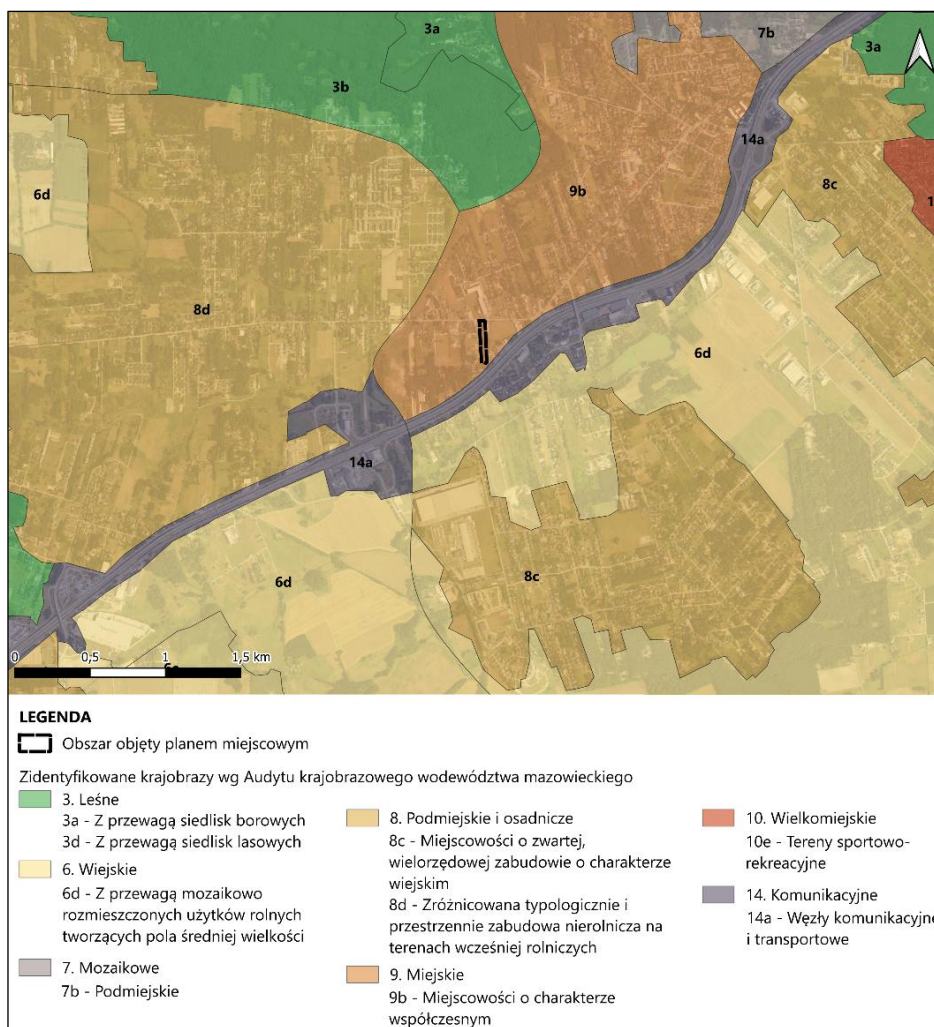 3a
7b
3a
3b
14a
6d
9b
8c
1
8d
6d
14a
6d
8c
0 0,5 1 1,5 km
LEGENDA
Obszar objęty planem miejscowym
Zidentyfikowane krajobrazy wg Audytu krajobrazowego wodewództwa mazowieckiego
3. Leśne
3a - Z przewagą siedlisk borowych
3d - Z przewagą siedlisk lasowych
6. Wiejskie
6d - Z przewagą mozaikowo
rozmieszczonych użytków rolnych
tworzących pola średniej wielkości
7. Mozaikowe
7b - Podmiejskie
8. Podmiejskie i osadnicze
8c - Miejscowości o zwartej,
wielorzędowej zabudowie o charakterze
wiejskim
8d - Zróżnicowana typologicznie i
przestrzennie zabudowa nierolnicza na
terenach wcześniej rolniczych
9. Miejskie
9b - Miejscowości o charakterze
współczesnym
10. Wielkomiejskie
10e - Tereny sportowo-
rekreacyjne
14. Komunikacyjne
14a - Węzły komunikacyjne
i transportowe